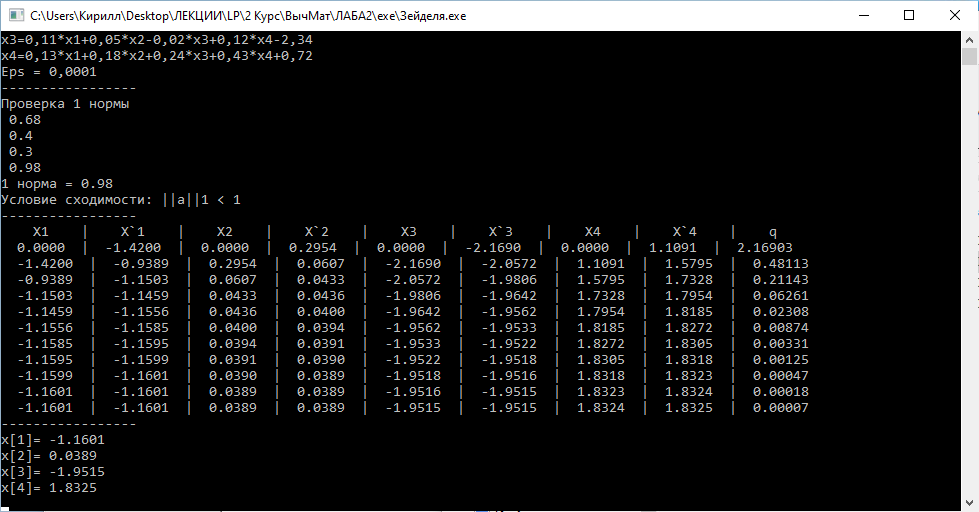 C:\Users\Кирилл\Desktop\ЛЕКЦИИ\LP\2 Курс\ВычМат\ЛАБА2\exe\Зейделя.exe
x3=0,11*x1+0,05*x2-0,02*x3+0,12*x4-2,34
x4=0,13*x1+0,18*x2+0,24*x3+0,43*x4+0,72
Eps = 0,0001
-----------------
Проверка 1 нормы
0.68
0.4
0.3
0.98
1 норма = 0.98
Условие сходимости: ||a||1 < 1
-----------------
X1 | X`1 | X2 | X`2 | X3 | X`3 | X4 | X`4 | q
0.0000 | -1.4200 | 0.0000 | 0.2954 | 0.0000 | -2.1690 | 0.0000 | 1.1091 | 2.16903
-1.4200 | -0.9389 | 0.2954 | 0.0607 | -2.1690 | -2.0572 | 1.1091 | 1.5795 | 0.48113
-0.9389 | -1.1503 | 0.0607 | 0.0433 | -2.0572 | -1.9806 | 1.5795 | 1.7328 | 0.21143
-1.1503 | -1.1459 | 0.0433 | 0.0436 | -1.9806 | -1.9642 | 1.7328 | 1.7954 | 0.06261
-1.1459 | -1.1556 | 0.0436 | 0.0400 | -1.9642 | -1.9562 | 1.7954 | 1.8185 | 0.02308
-1.1556 | -1.1585 | 0.0400 | 0.0394 | -1.9562 | -1.9533 | 1.8185 | 1.8272 | 0.00874
-1.1585 | -1.1595 | 0.0394 | 0.0391 | -1.9533 | -1.9522 | 1.8272 | 1.8305 | 0.00331
-1.1595 | -1.1599 | 0.0391 | 0.0390 | -1.9522 | -1.9518 | 1.8305 | 1.8318 | 0.00125
-1.1599 | -1.1601 | 0.0390 | 0.0389 | -1.9518 | -1.9516 | 1.8318 | 1.8323 | 0.00047
-1.1601 | -1.1601 | 0.0389 | 0.0389 | -1.9516 | -1.9515 | 1.8323 | 1.8324 | 0.00018
-1.1601 | -1.1601 | 0.0389 | 0.0389 | -1.9515 | -1.9515 | 1.8324 | 1.8325 | 0.00007
-----------------
x[1]= -1.1601
x[2]= 0.0389
x[3]= -1.9515
x[4]= 1.8325